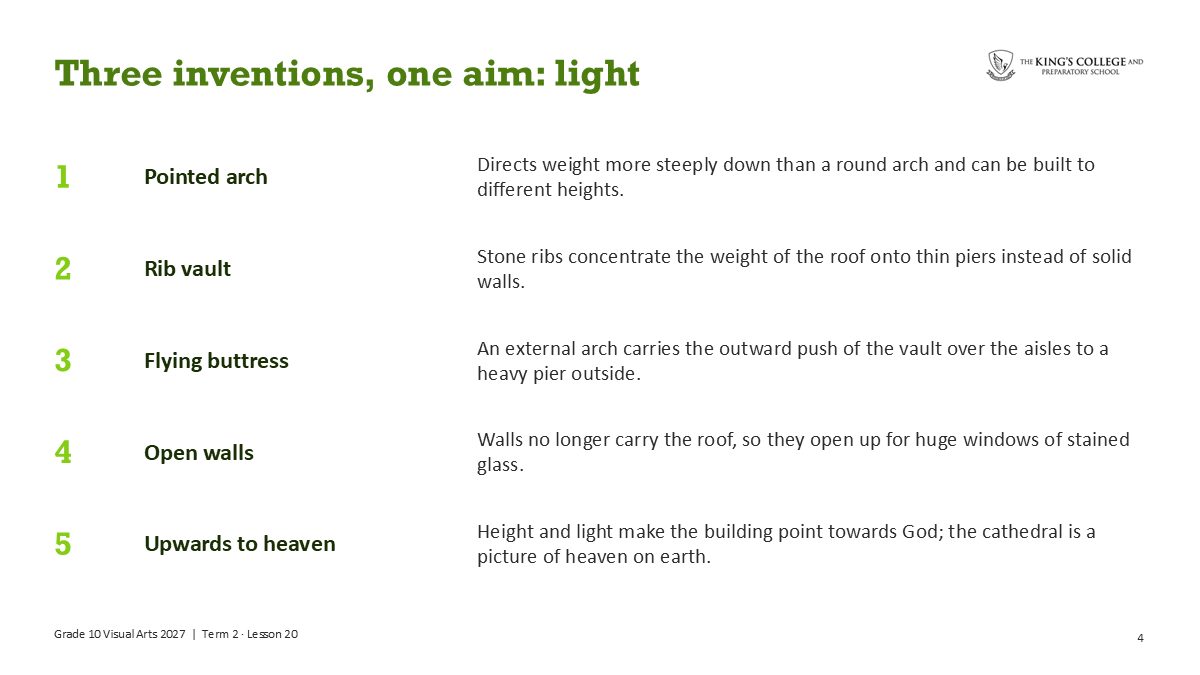 Three inventions, one aim: light
THE KING'S COLLEGE AND
PREPARATORY SCHOOL
1
Pointed arch
Directs weight more steeply down than a round arch and can be built to
different heights.
2
Rib vault
Stone ribs concentrate the weight of the roof onto thin piers instead of solid
walls.
3
Flying buttress
An external arch carries the outward push of the vault over the aisles to a
heavy pier outside.
4
Open walls
Walls no longer carry the roof, so they open up for huge windows of stained
glass.
5
Upwards to heaven
Height and light make the building point towards God; the cathedral is a
picture of heaven on earth.
Grade 10 Visual Arts 2027 | Term 2 · Lesson 20
4